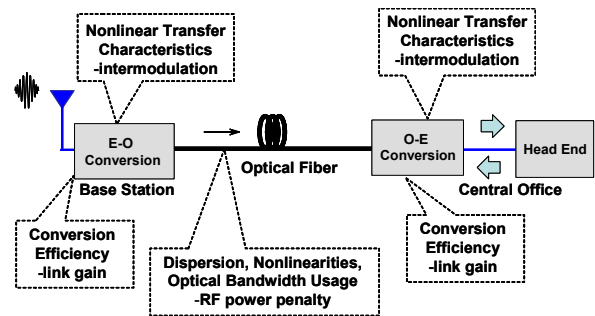 Nonlinear Transfer
Characteristics
-intermodulation
Nonlinear Transfer
Characteristics
-intermodulation
E-O
Conversion
Base Station
Optical Fiber
O-E
Conversion
Head End
Central Office
Conversion
Efficiency
-link gain
Dispersion, Nonlinearities,
Optical Bandwidth Usage
-RF power penalty
Conversion
Efficiency
-link gain